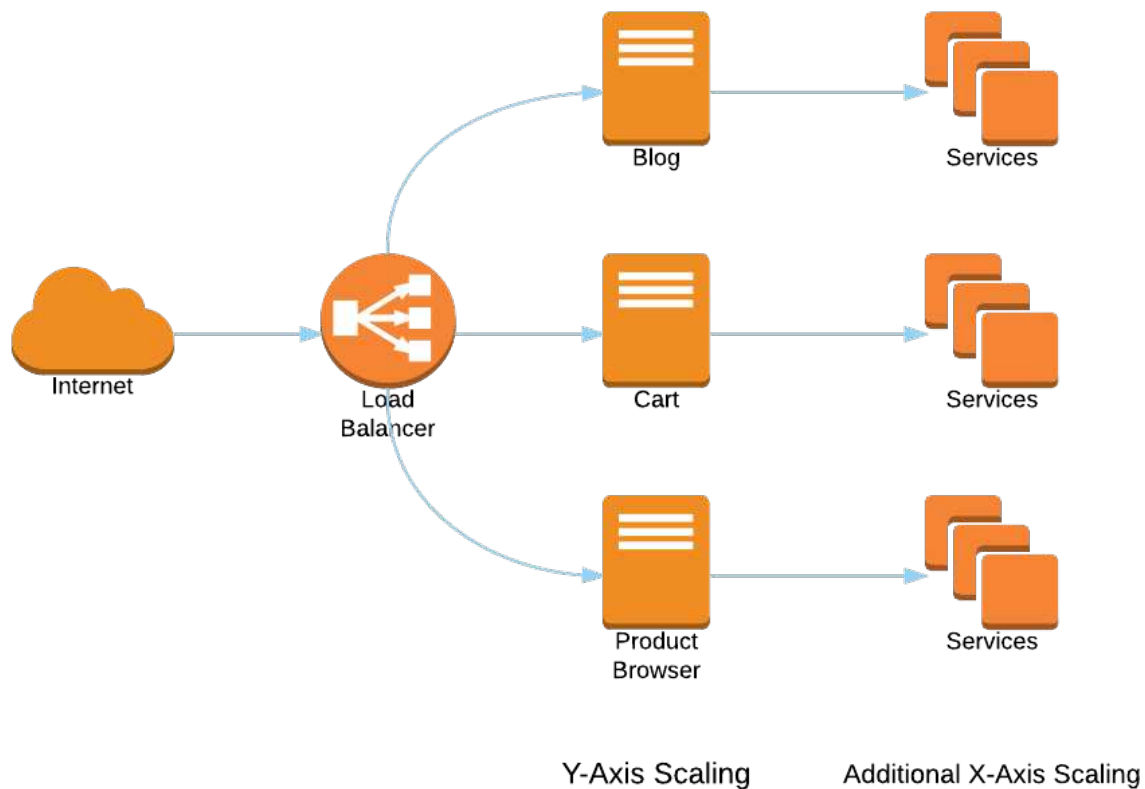 Blog
Services
Internet
Load
Balancer
Cart
Services
Product
Browser
Services
Y-Axis Scaling
Additional X-Axis Scaling